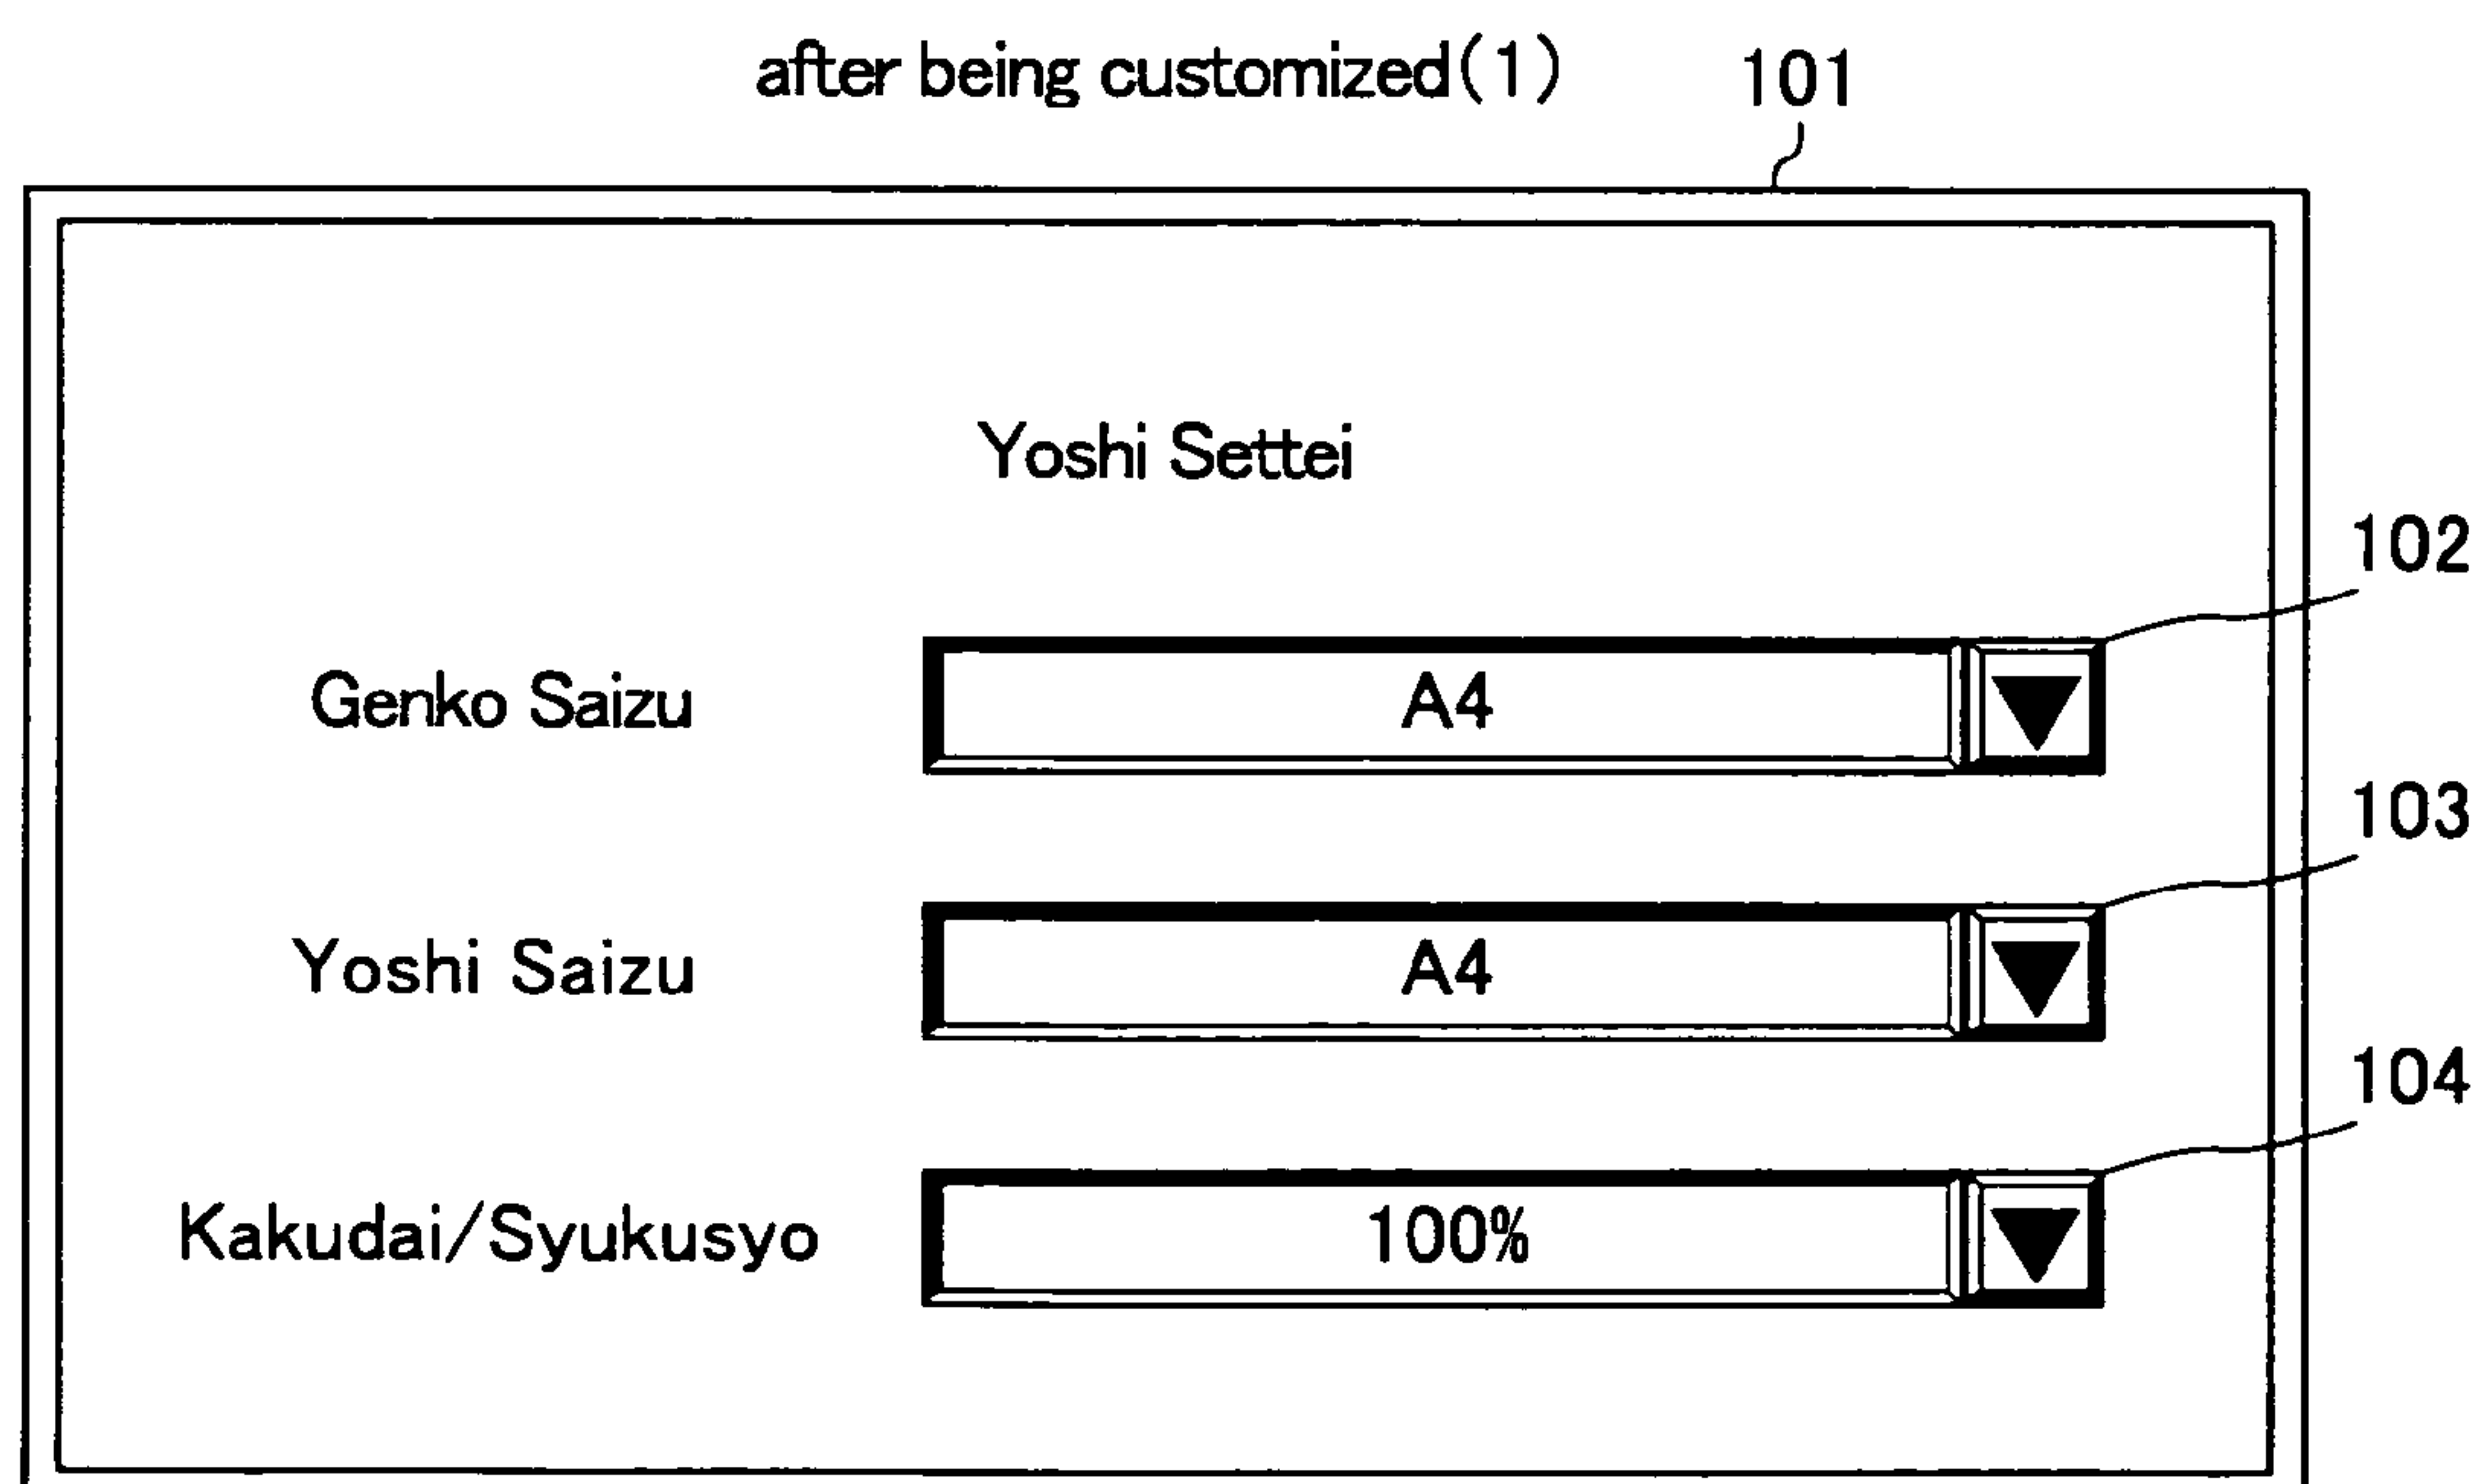 after being customized(1) 101
Yoshi Settei
102
Genko Saizu A4
103
Yoshi Saizu A4
104
Kakudai/Syukusyo 100%